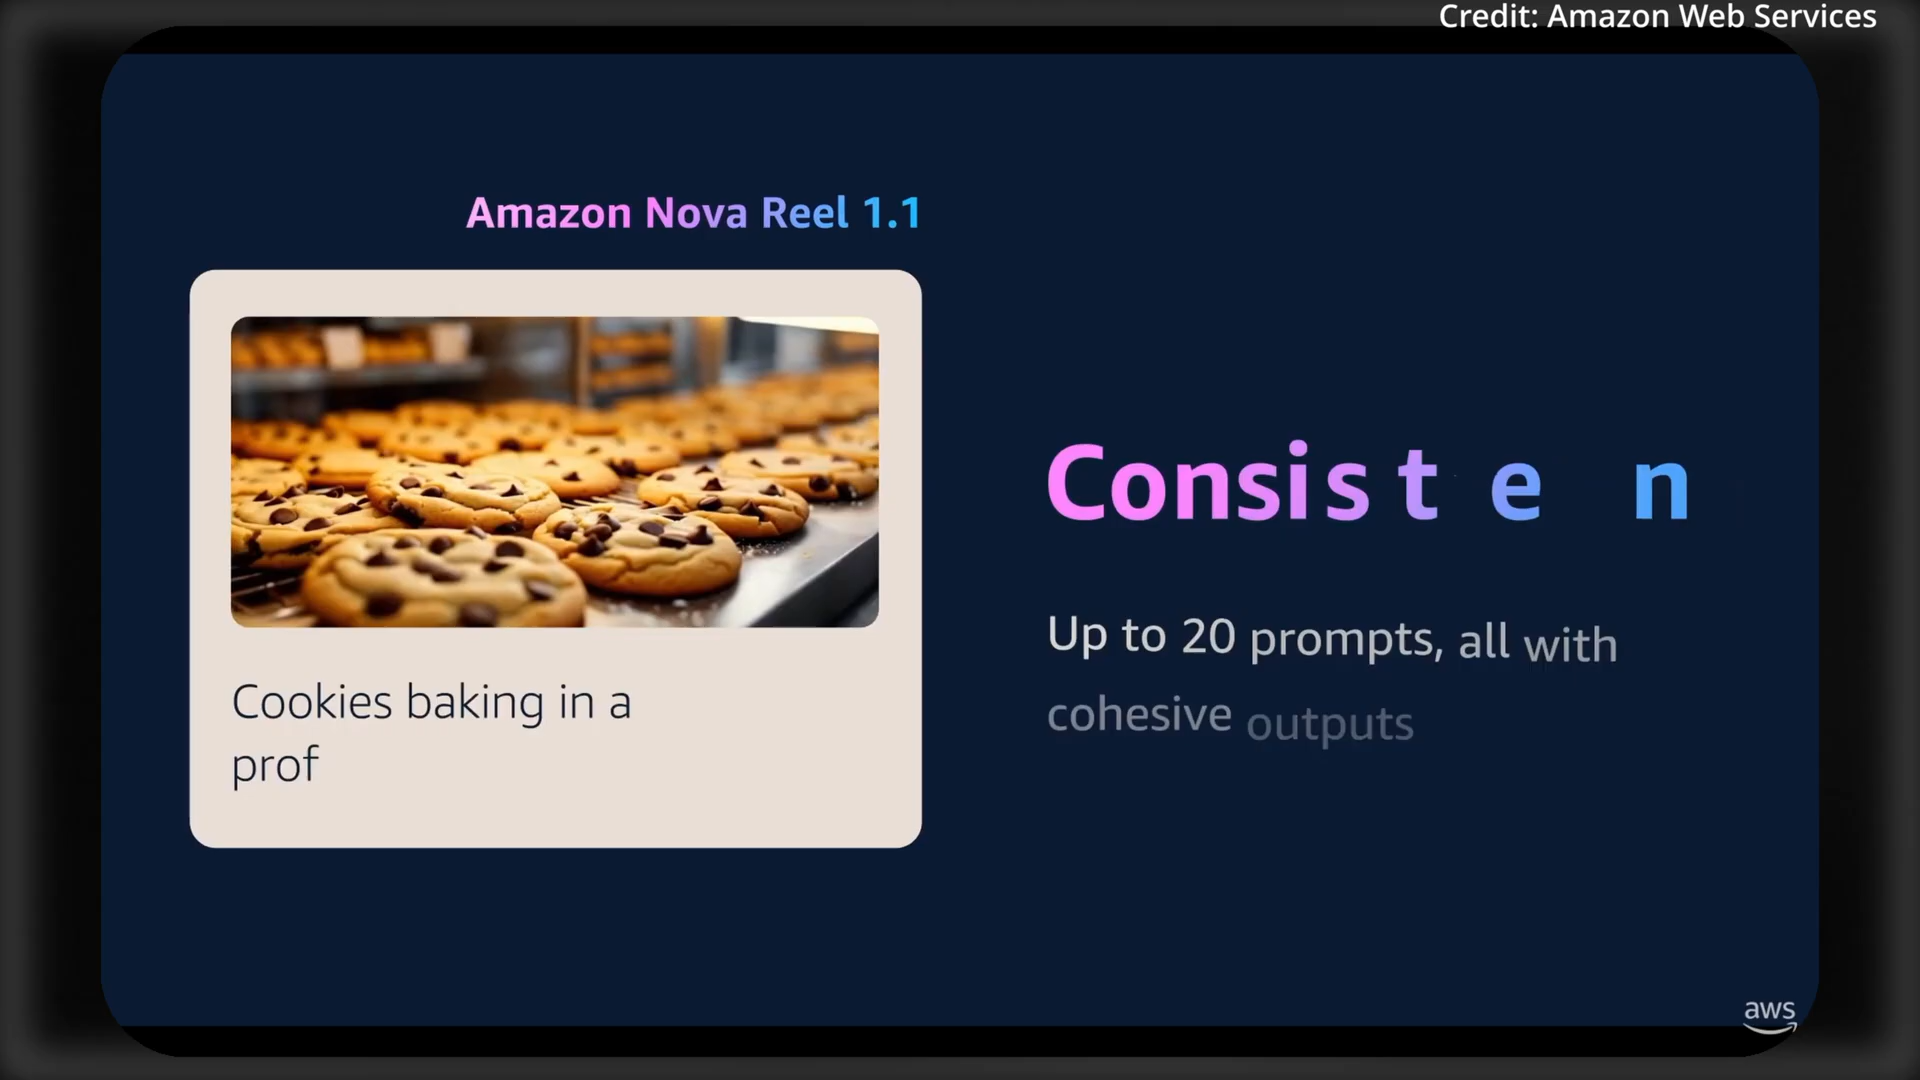 Credit: Amazon Web Services
Amazon Nova Reel 1.1
Cookies baking in a
prof
Consis t e n
Up to 20 prompts, all with
cohesive outputs
aws